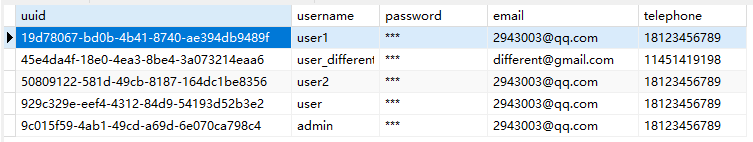 uuid username password email telephone
19d78067-bd0b-4b41-8740-ae394db9489f user1 *** 2943003@qq.com 18123456789
45e4da4f-18e0-4ea3-8be4-3a073214eaa6 user_different *** different@gmail.com 11451419198
50809122-581d-49cb-8187-164dc1be8356 user2 *** 2943003@qq.com 18123456789
929c329e-eef4-4312-84d9-54193d52b3e2 user *** 2943003@qq.com 18123456789
9c015f59-4ab1-49cd-a69d-6e070ca798c4 admin *** 2943003@qq.com 18123456789